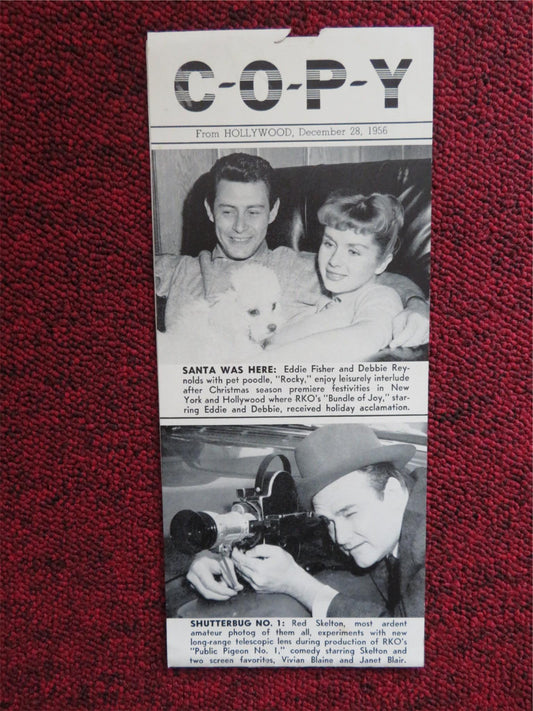 C-O-P-Y
From HOLLYWOOD, December 28, 1956
SANTA WAS HERE: Eddie Fisher and Debbie Rey-
nolds with pet poodle, "Rocky," enjoy leisurely interlude
after Christmas season premiere festivities in New
York and Hollywood where RKO's "Bundle of Joy," star-
ring Eddie and Debbie, received holiday acclamation.
SHUTTERBUG NO. 1: Red Skelton, most ardent
amateur photog of them all, experiments with new
long-range telescopic lens during production of RKO's
"Public Pigeon No. 1," comedy starring Skelton and
two screen favorites, Vivian Blaine and Janet Blair.